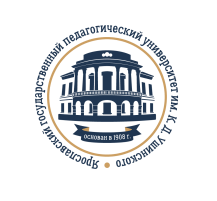 Ярославский государственный педагогический университет им. К. Д. Ушинского
основан в 1908 г.